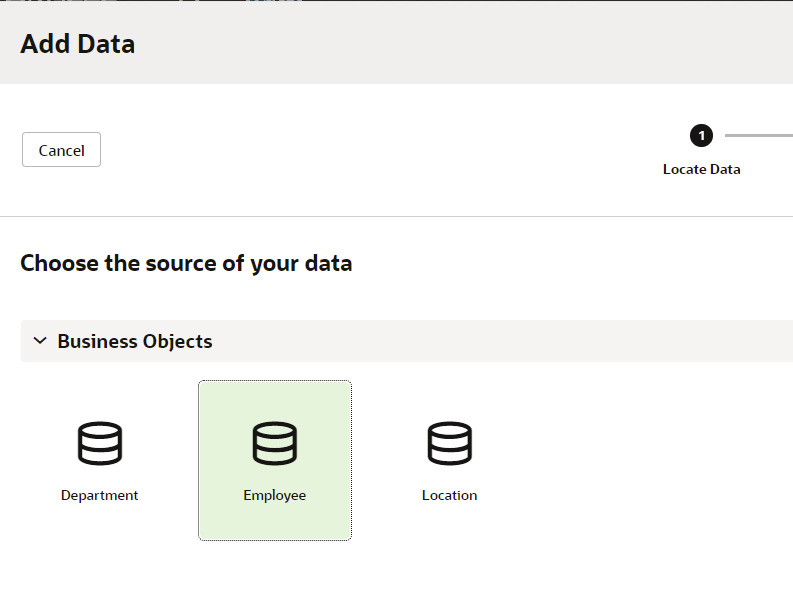 Add Data
Cancel
1
Locate Data
Choose the source of your data
Business Objects
Department
Employee
Location